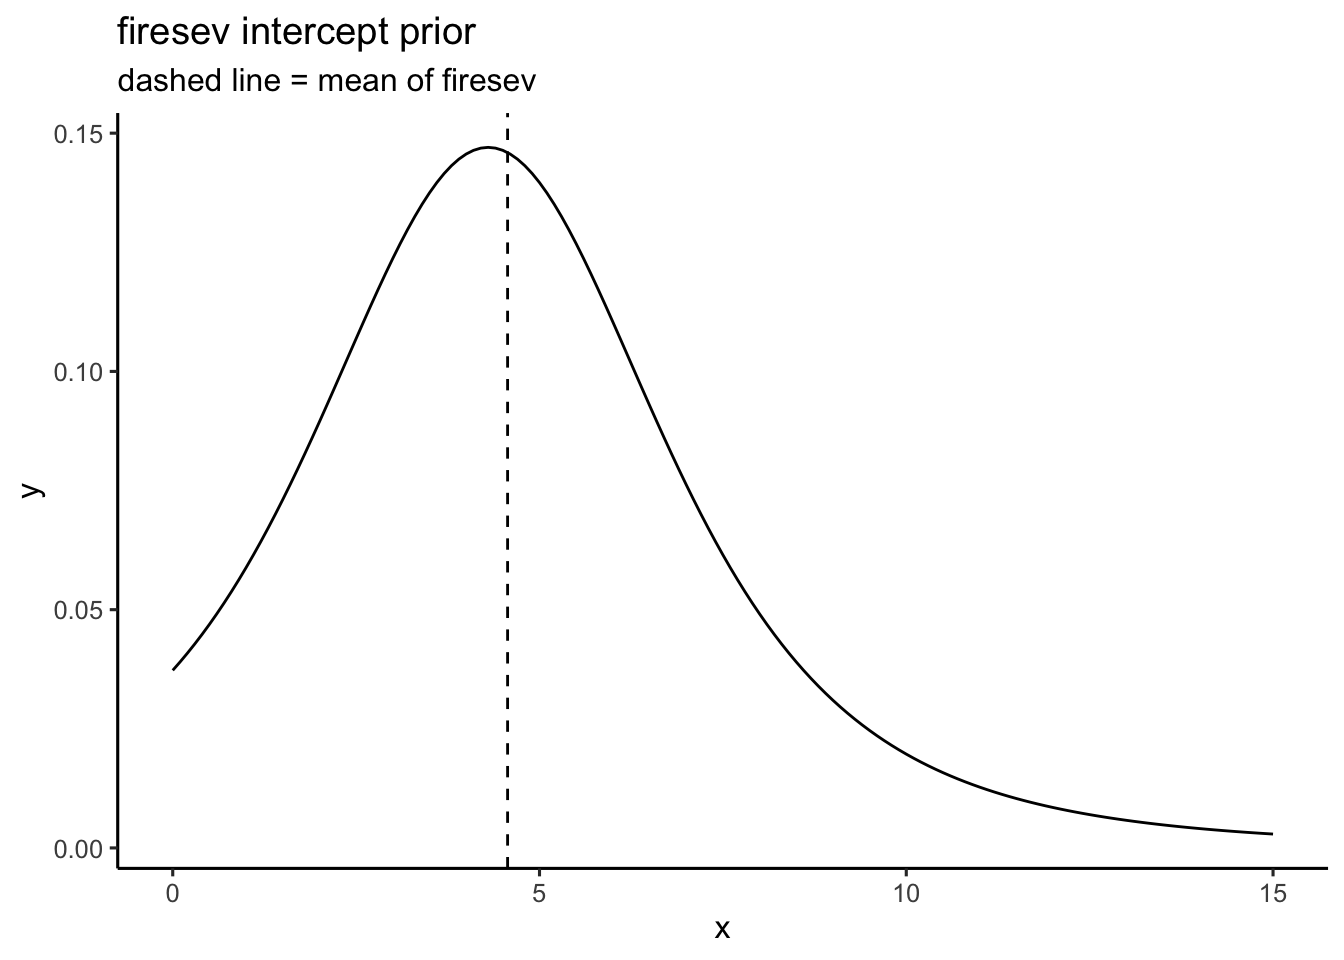 firesev intercept prior
dashed line = mean of firesev
0.15
0.10
0.05
0.00
y
0 5 10 15
x